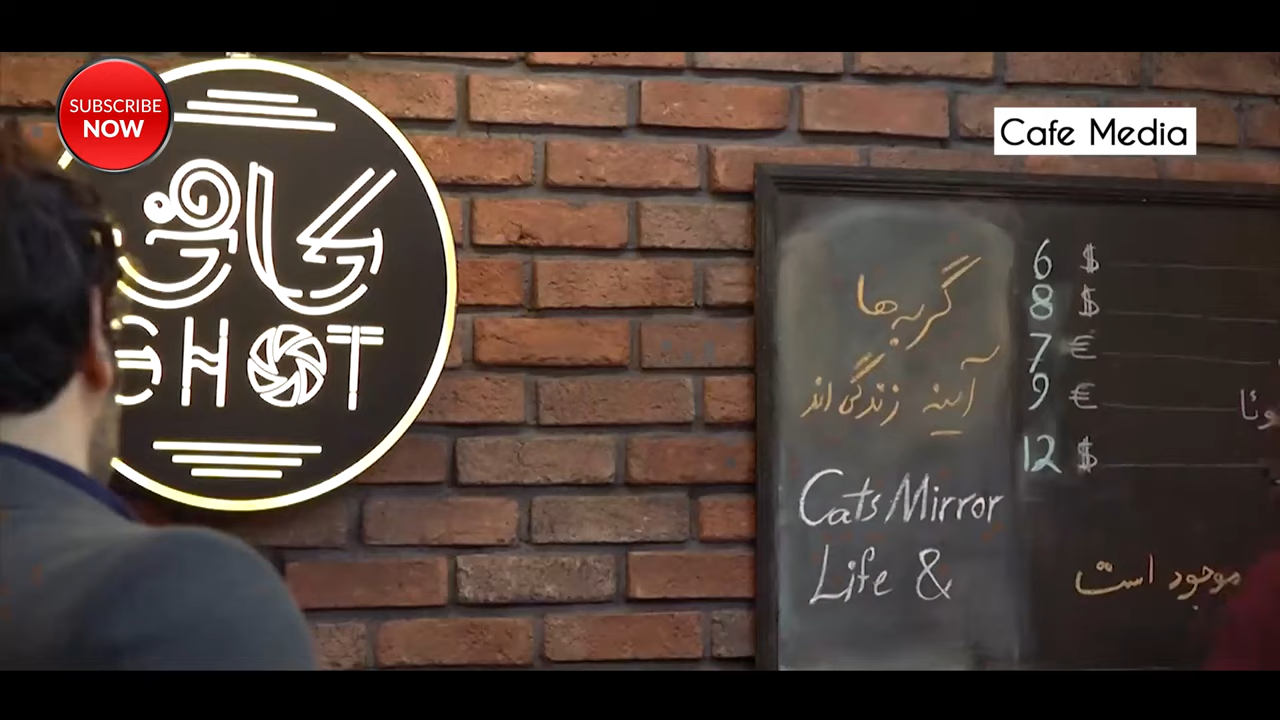 SUBSCRIBE
NOW
Cafe Media
کافه
SHOT
گربه ها
آینه زندگی اند
Cats Mirror
Life &
6 $
8 $
7 €
9 €
12 $
موجود است